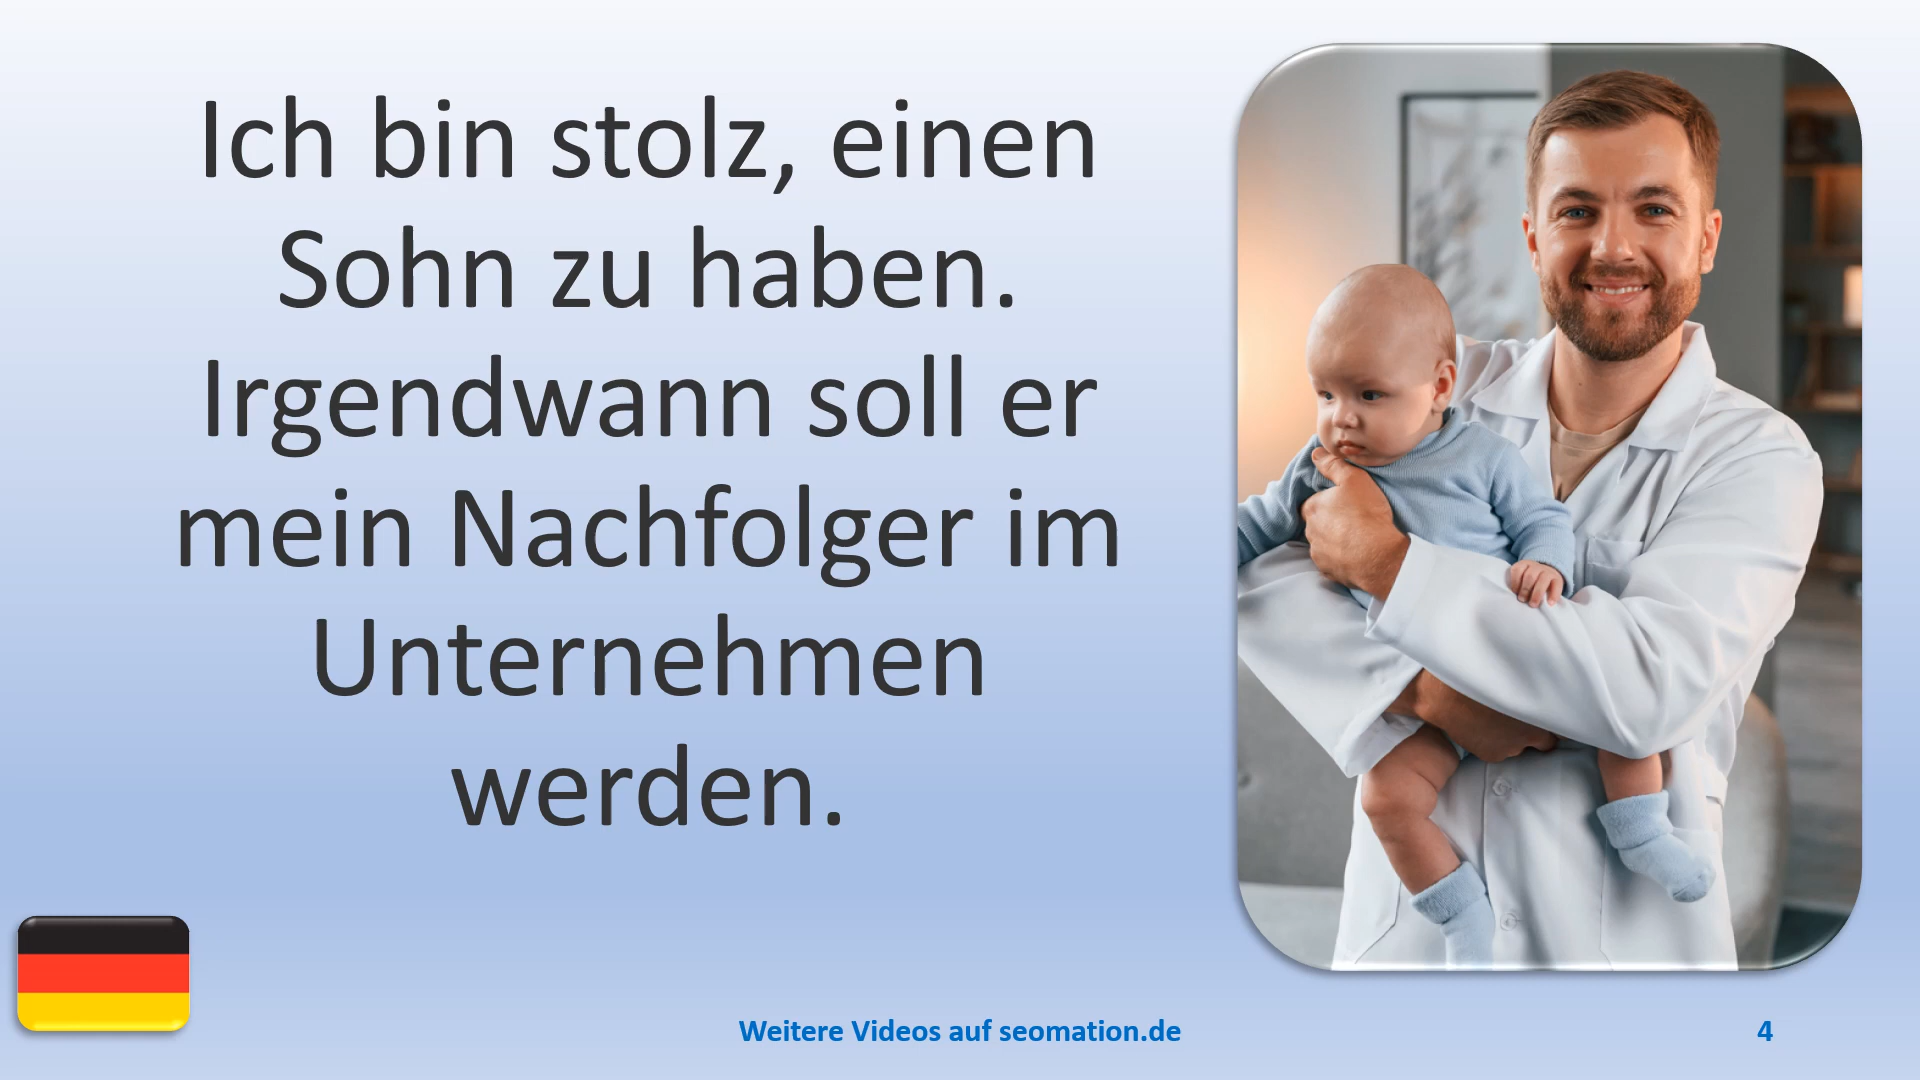 Ich bin stolz, einen
Sohn zu haben.
Irgendwann soll er
mein Nachfolger im
Unternehmen
werden.
Weitere Videos auf seomation.de
4